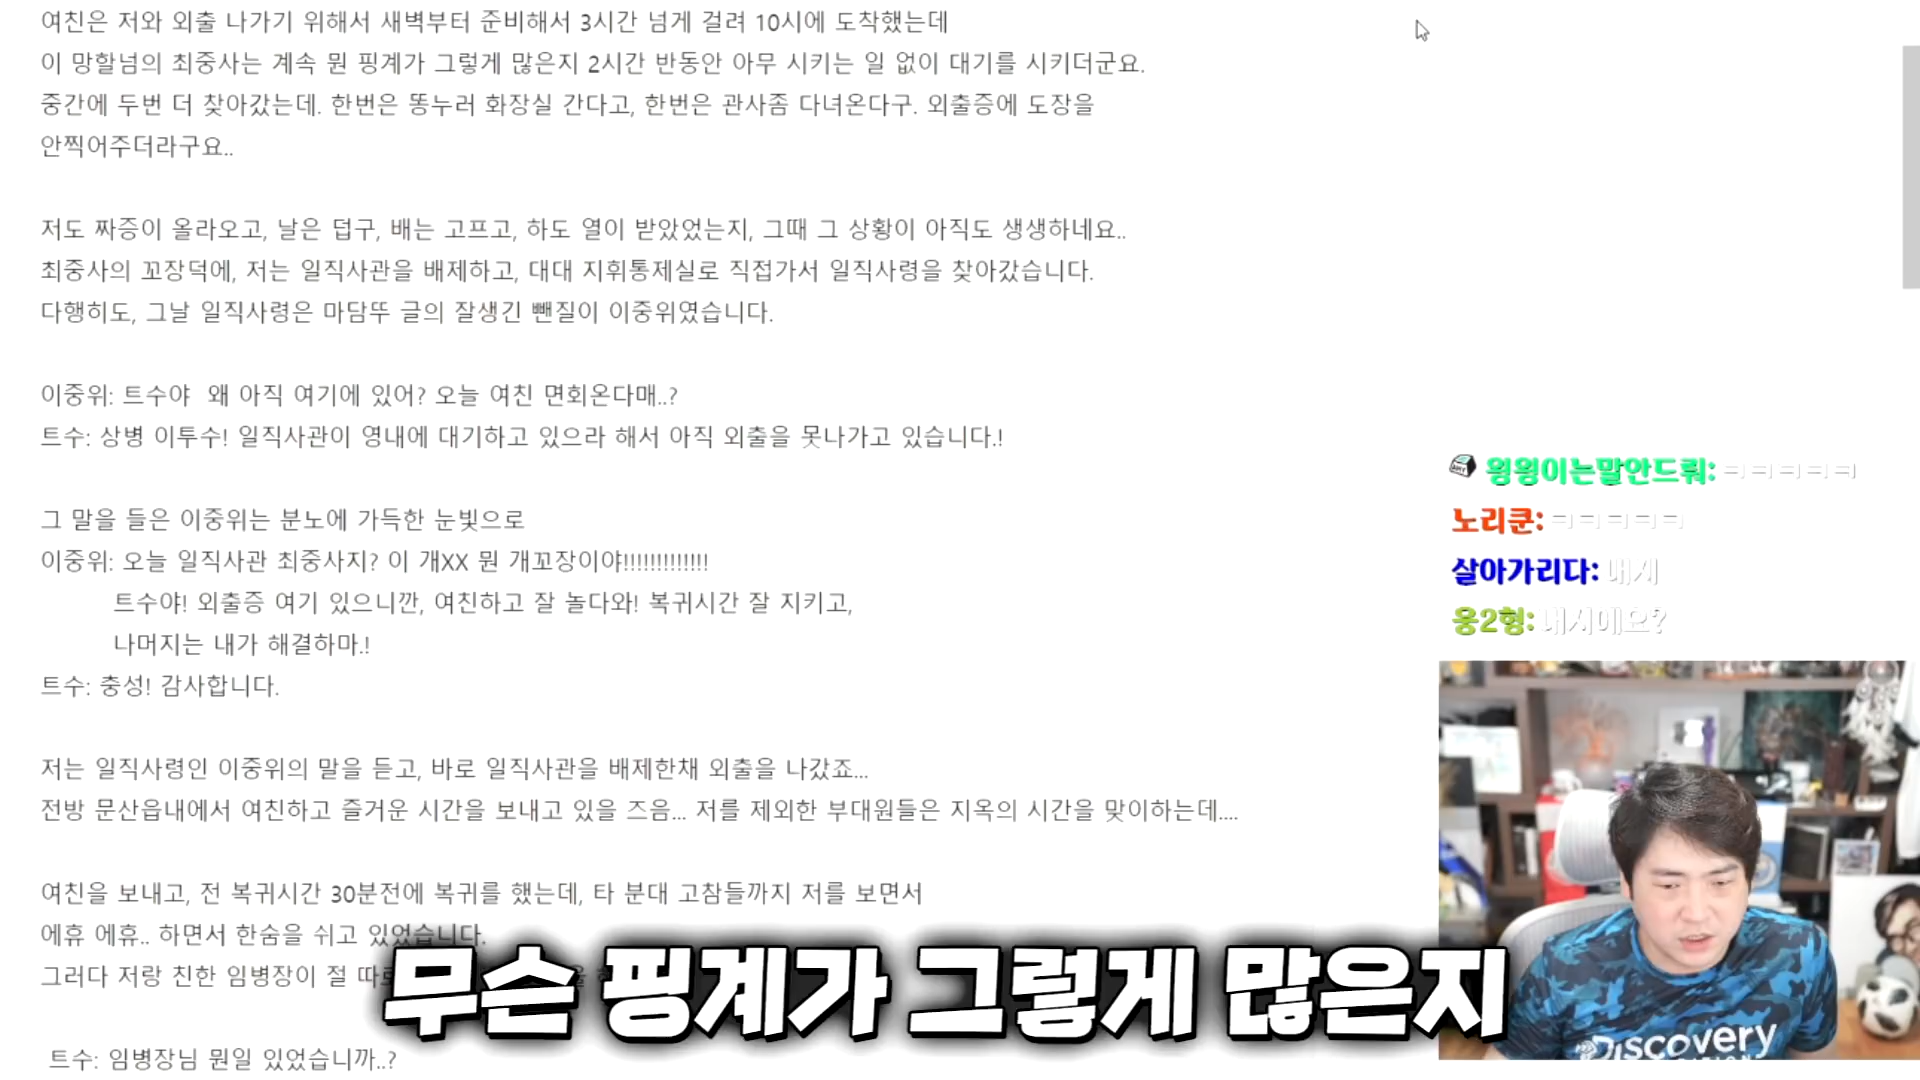 여친은 저와 외출 나가기 위해서 새벽부터 준비해서 3시간 넘게 걸려 10시에 도착했는데
이 망할넘의 최중사는 계속 뭔 핑계가 그렇게 많은지 2시간 반동안 아무 시키는 일 없이 대기를 시키더군요.
중간에 두번 더 찾아갔는데. 한번은 똥누러 화장실 간다고, 한번은 관사좀 다녀온다구. 외출증에 도장을
안찍어주더라구요..
저도 짜증이 올라오고, 날은 덥구, 배는 고프고, 하도 열이 받았었는지, 그때 그 상황이 아직도 생생하네요..
최중사의 꼬장덕에, 저는 일직사관을 배제하고, 대대 지휘통제실로 직접가서 일직사령을 찾아갔습니다.
다행히도, 그날 일직사령은 마담뚜 글의 잘생긴 뺀질이 이중위였습니다.
이중위: 트수야 왜 아직 여기에 있어? 오늘 여친 면회온다매..?
트수: 상병 이투수! 일직사관이 영내에 대기하고 있으라 해서 아직 외출을 못나가고 있습니다.!
그 말을 들은 이중위는 분노에 가득한 눈빛으로
이중위: 오늘 일직사관 최중사지? 이 개XX 뭔 개꼬장이야!!!!!!!!!!!!!
트수야! 외출증 여기 있으니깐, 여친하고 잘 놀다와! 복귀시간 잘 지키고,
나머지는 내가 해결하마.!
트수: 충성! 감사합니다.
저는 일직사령인 이중위의 말을 듣고, 바로 일직사관을 배제한채 외출을 나갔죠...
전방 문산읍내에서 여친하고 즐거운 시간을 보내고 있을 즈음... 저를 제외한 부대원들은 지옥의 시간을 맞이하는데....
여친을 보내고, 전 복귀시간 30분전에 복귀를 했는데, 타 분대 고참들까지 저를 보면서
에휴 에휴.. 하면서 한숨을 쉬고 있었습니다.
그러다 저랑 친한 임병장이 절
트수: 임병장님 뭔일 있었습니까..?
윙윙이는말안드뤄: ㅋㅋㅋㅋㅋ
노리쿤: ㅋㅋㅋㅋㅋ
살아가리다: 내시
웅2형: 내시에요?
무슨 핑계가 그렇게 많은지
Discovery